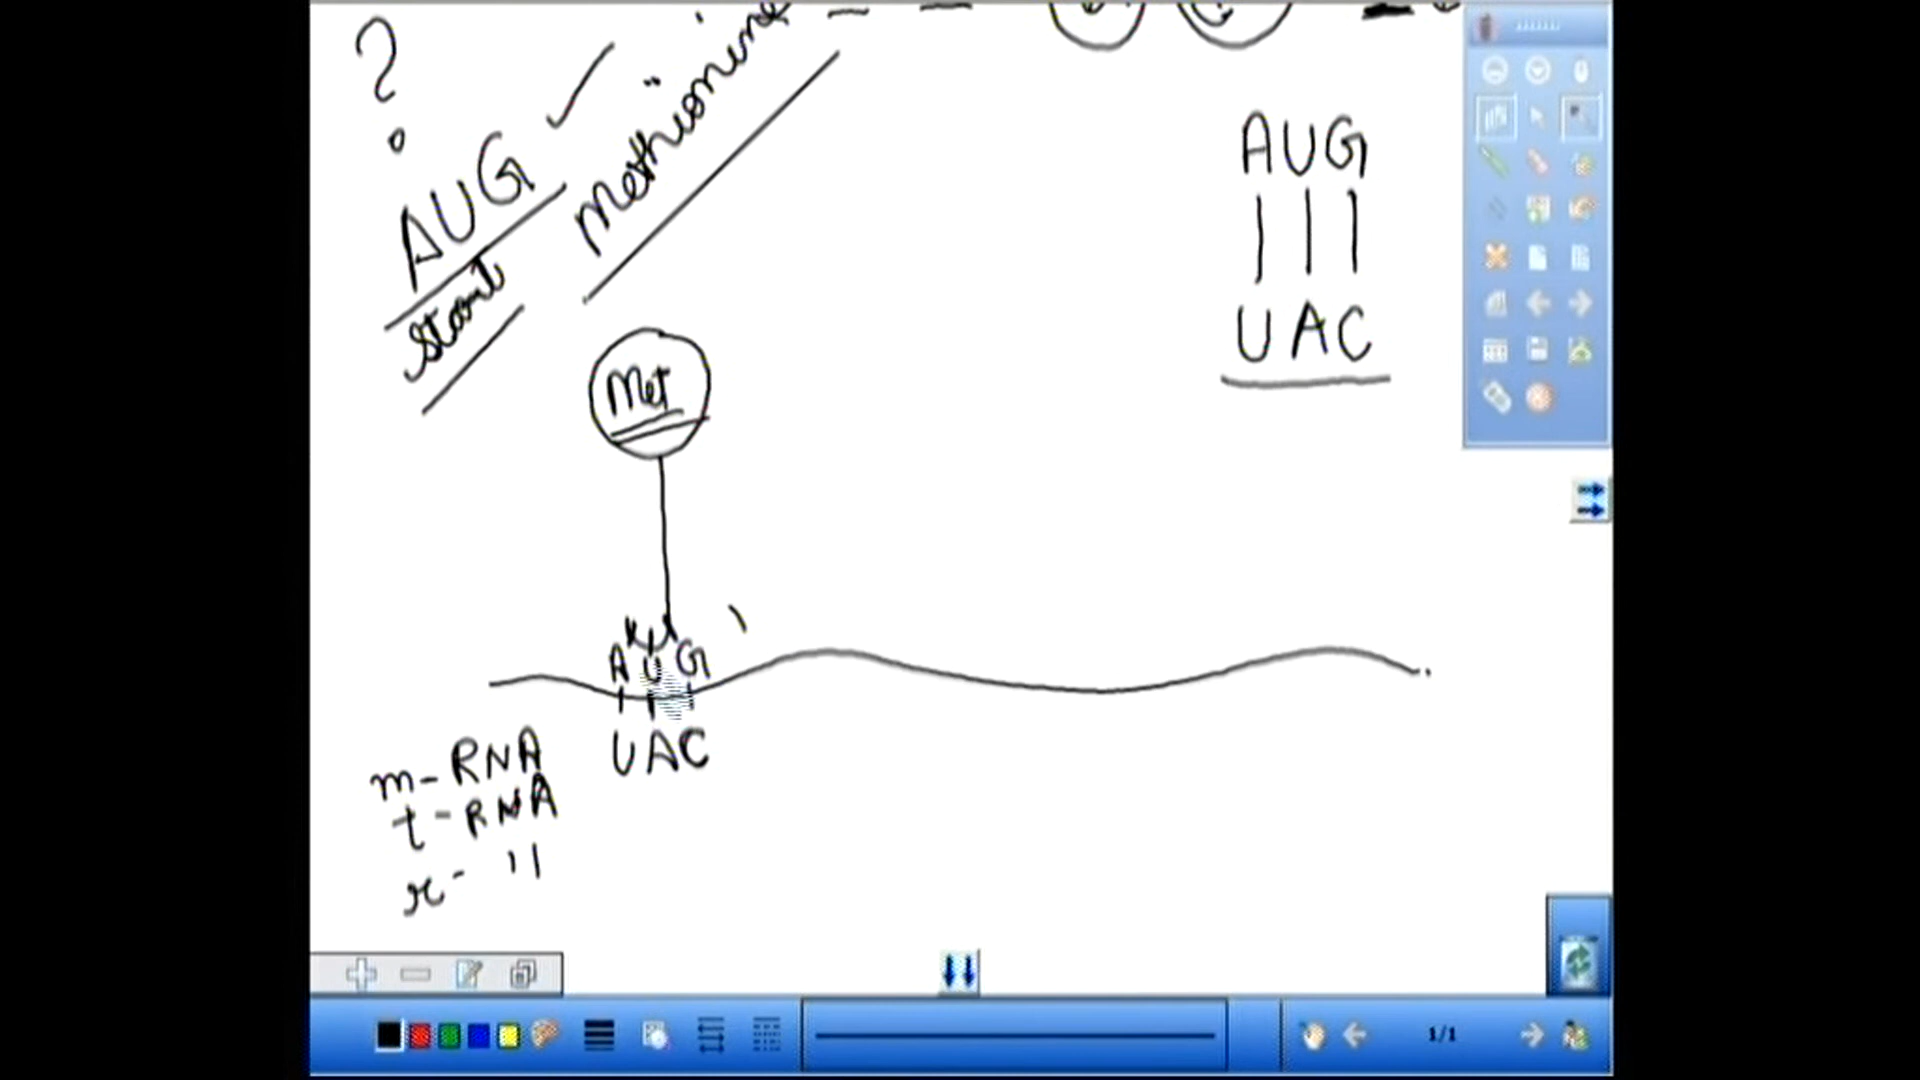 ?
AUG
start
Methionine
AUG
UAC
Met
AUG
UAC
m-RNA
t-RNA
r- "
1/1